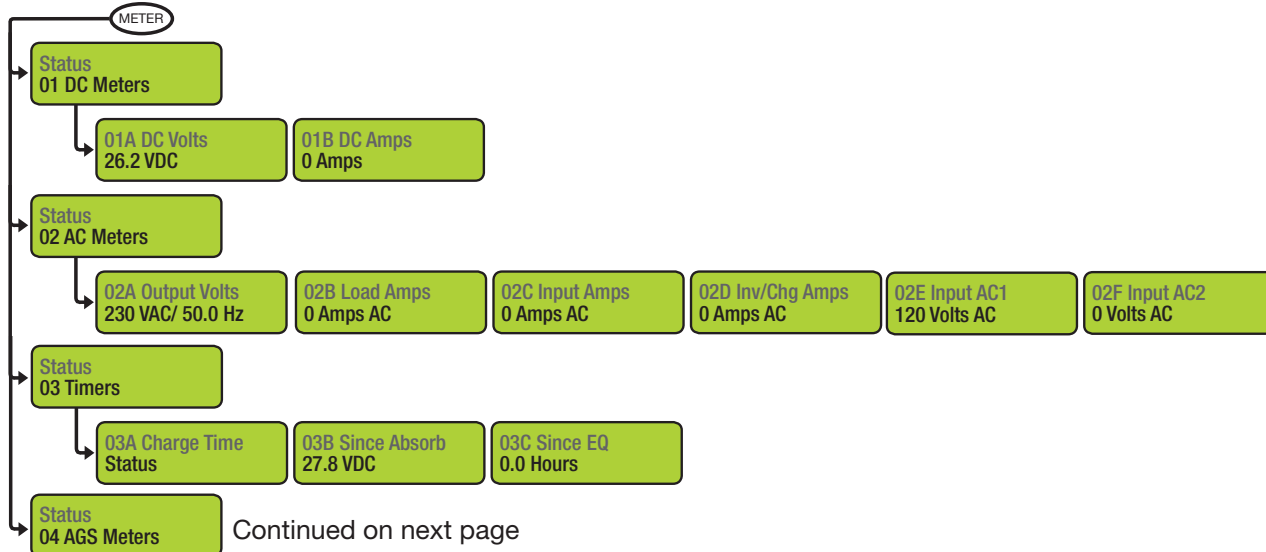 METER
Status
01 DC Meters
01A DC Volts
26.2 VDC
01B DC Amps
0 Amps
Status
02 AC Meters
02A Output Volts
230 VAC/ 50.0 Hz
02B Load Amps
0 Amps AC
02C Input Amps
0 Amps AC
02D Inv/Chg Amps
0 Amps AC
02E Input AC1
120 Volts AC
02F Input AC2
0 Volts AC
Status
03 Timers
03A Charge Time
Status
03B Since Absorb
27.8 VDC
03C Since EQ
0.0 Hours
Status
04 AGS Meters
Continued on next page